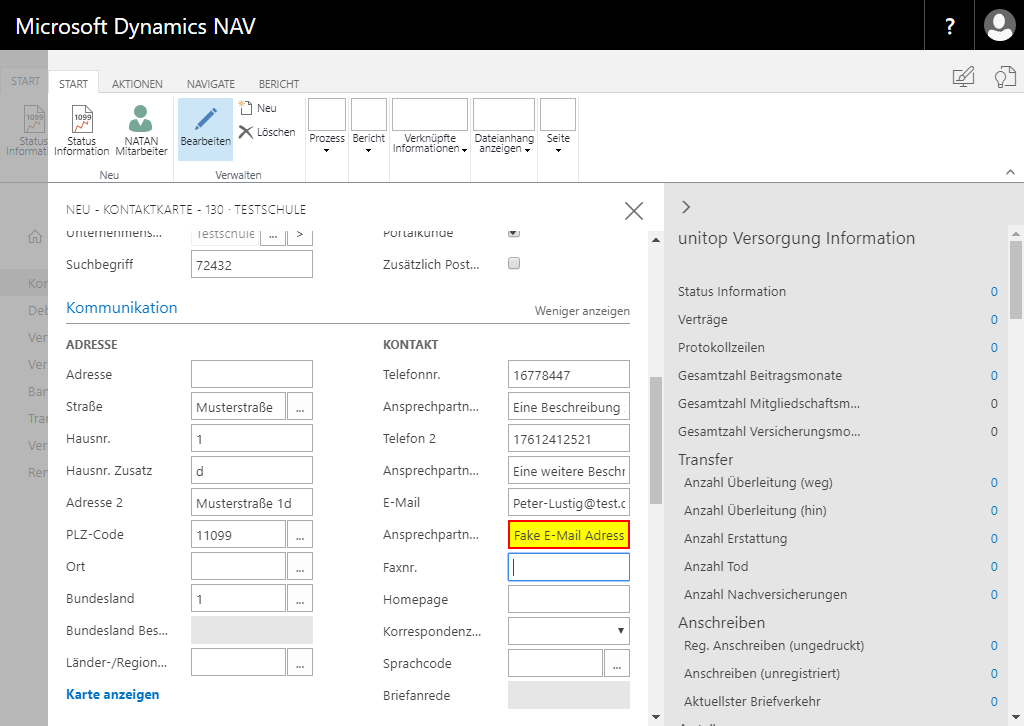 Microsoft Dynamics NAV
?
START
START
AKTIONEN
NAVIGATE
BERICHT
Status
Informat
Status
Information
NATAN
Mitarbeiter
Neu
Bearbeiten
Neu
Löschen
Verwalten
Prozess
Bericht
Verknüpfte
Informationen
Dateianhang
anzeigen
Seite
NEU - KONTAKTKARTE - 130 · TESTSCHULE
Unternehmens...
Testschule
...
>
Portalkunde
Suchbegriff
72432
Zusätzlich Post...
Kommunikation
Weniger anzeigen
ADRESSE
KONTAKT
Adresse
Telefonnr.
16778447
Straße
Musterstraße
...
Ansprechpartn...
Eine Beschreibung
Hausnr.
1
Telefon 2
17612412521
Hausnr. Zusatz
d
Ansprechpartn...
Eine weitere Beschr
Adresse 2
Musterstraße 1d
E-Mail
Peter-Lustig@test.c
PLZ-Code
11099
...
Ansprechpartn...
Fake E-Mail Adress
Ort
...
Faxnr.
Bundesland
1
...
Homepage
Bundesland Bes...
Korrespondenz...
Länder-/Region...
...
Sprachcode
...
Karte anzeigen
Briefanrede
Kon
Deb
Ver
Ver
Ban
Tra
Ver
Ren
unitop Versorgung Information
Status Information 0
Verträge 0
Protokollzeilen 0
Gesamtzahl Beitragsmonate 0
Gesamtzahl Mitgliedschaftsm... 0
Gesamtzahl Versicherungsmo... 0
Transfer
Anzahl Überleitung (weg) 0
Anzahl Überleitung (hin) 0
Anzahl Erstattung 0
Anzahl Tod 0
Anzahl Nachversicherungen 0
Anschreiben
Reg. Anschreiben (ungedruckt) 0
Anschreiben (unregistriert) 0
Aktuellster Briefverkehr 0